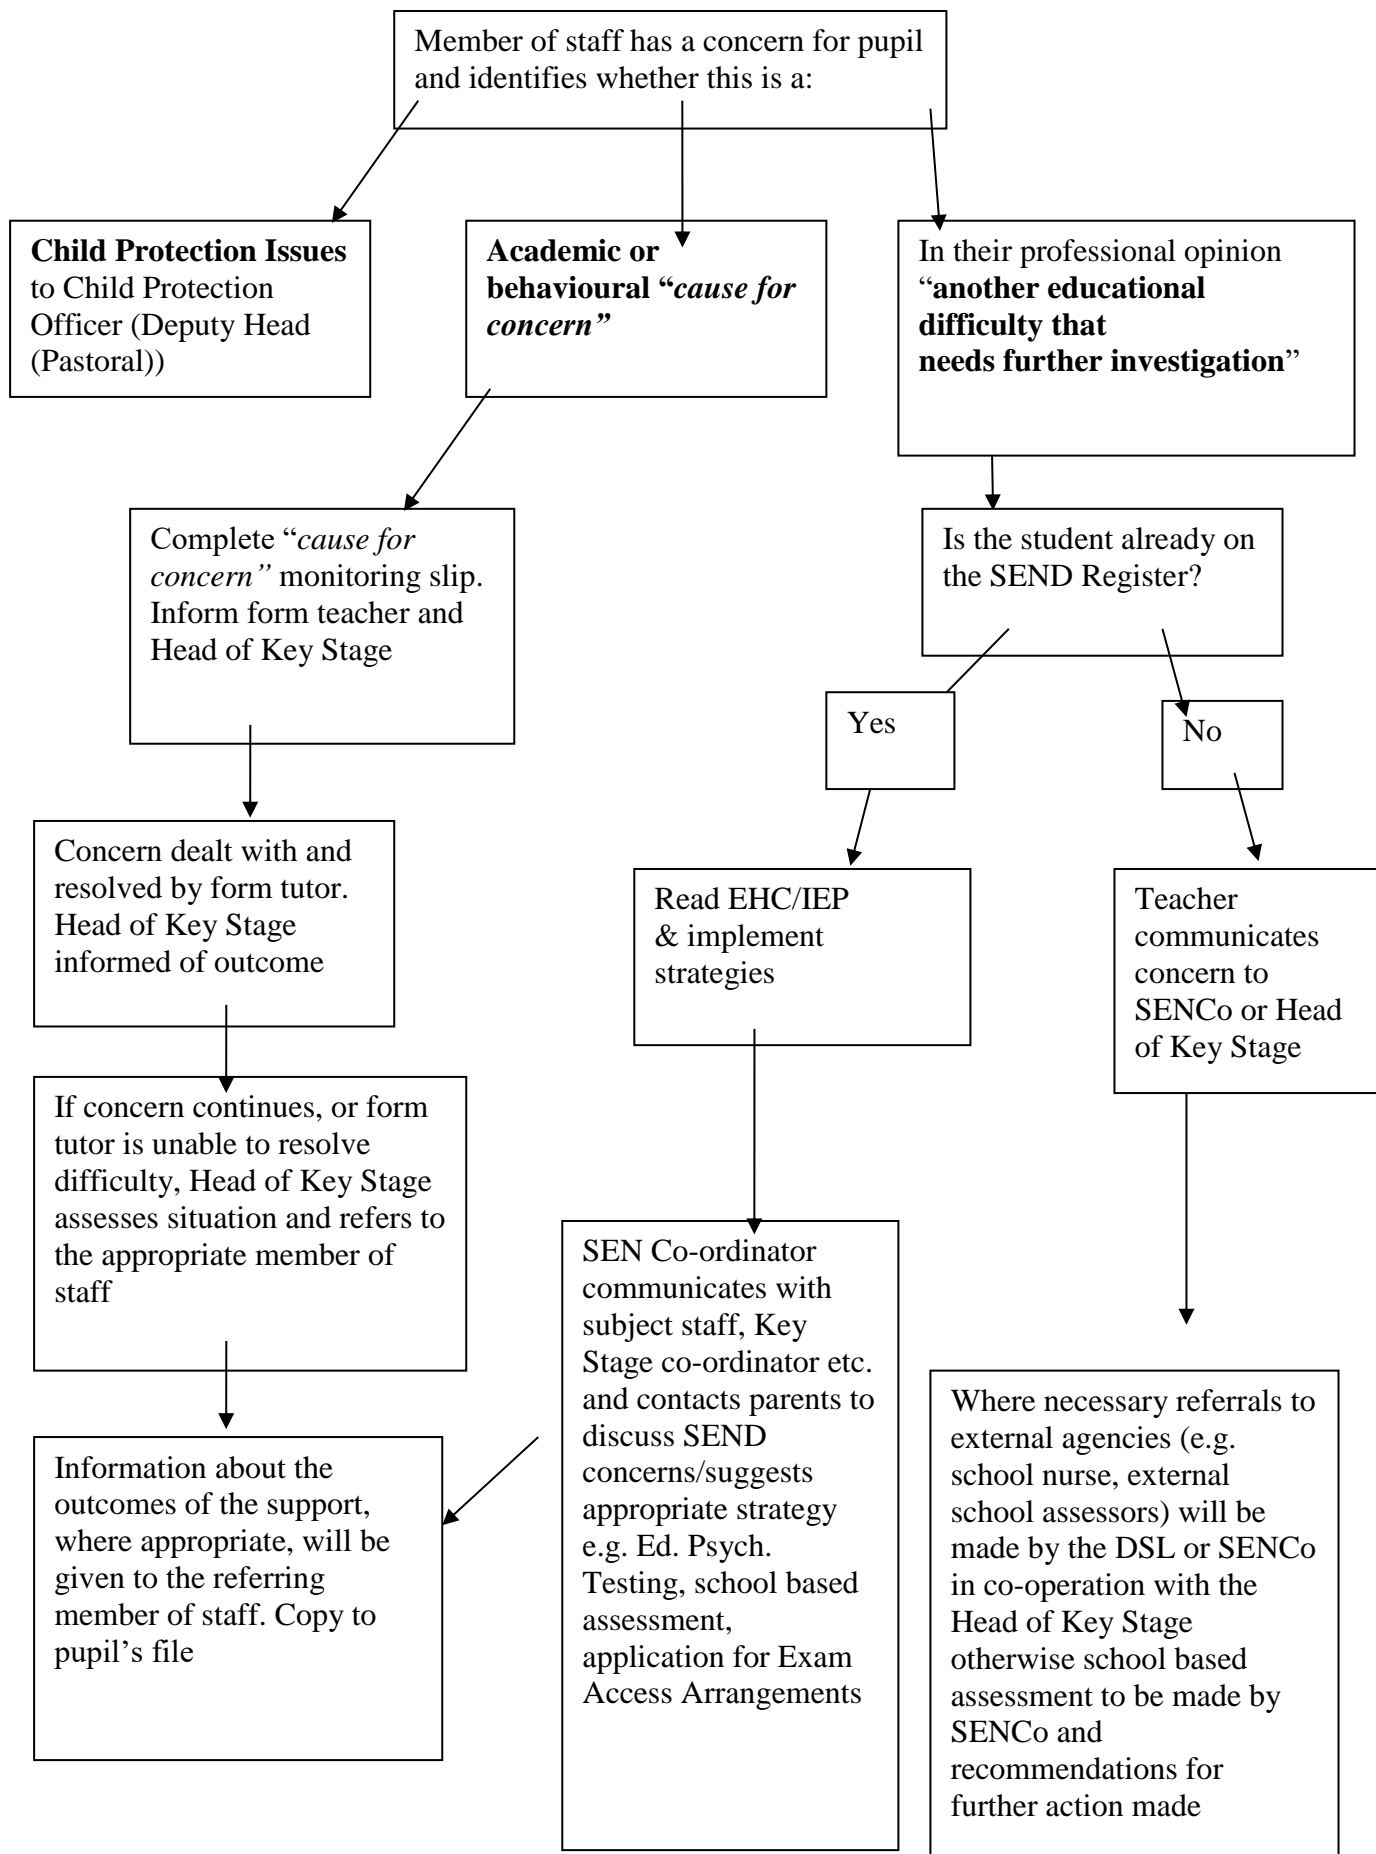 Member of staff has a concern for pupil
and identifies whether this is a:
Child Protection Issues
to Child Protection
Officer (Deputy Head
(Pastoral))
Academic or
behavioural “cause for
concern”
In their professional opinion
“another educational
difficulty that
needs further investigation”
Complete “cause for
concern” monitoring slip.
Inform form teacher and
Head of Key Stage
Is the student already on
the SEND Register?
Yes
No
Concern dealt with and
resolved by form tutor.
Head of Key Stage
informed of outcome
Read EHC/IEP
& implement
strategies
Teacher
communicates
concern to
SENCo or Head
of Key Stage
If concern continues, or form
tutor is unable to resolve
difficulty, Head of Key Stage
assesses situation and refers to
the appropriate member of
staff
SEN Co-ordinator
communicates with
subject staff, Key
Stage co-ordinator etc.
and contacts parents to
discuss SEND
concerns/suggests
appropriate strategy
e.g. Ed. Psych.
Testing, school based
assessment,
application for Exam
Access Arrangements
Where necessary referrals to
external agencies (e.g.
school nurse, external
school assessors) will be
made by the DSL or SENCo
in co-operation with the
Head of Key Stage
otherwise school based
assessment to be made by
SENCo and
recommendations for
further action made
Information about the
outcomes of the support,
where appropriate, will be
given to the referring
member of staff. Copy to
pupil’s file